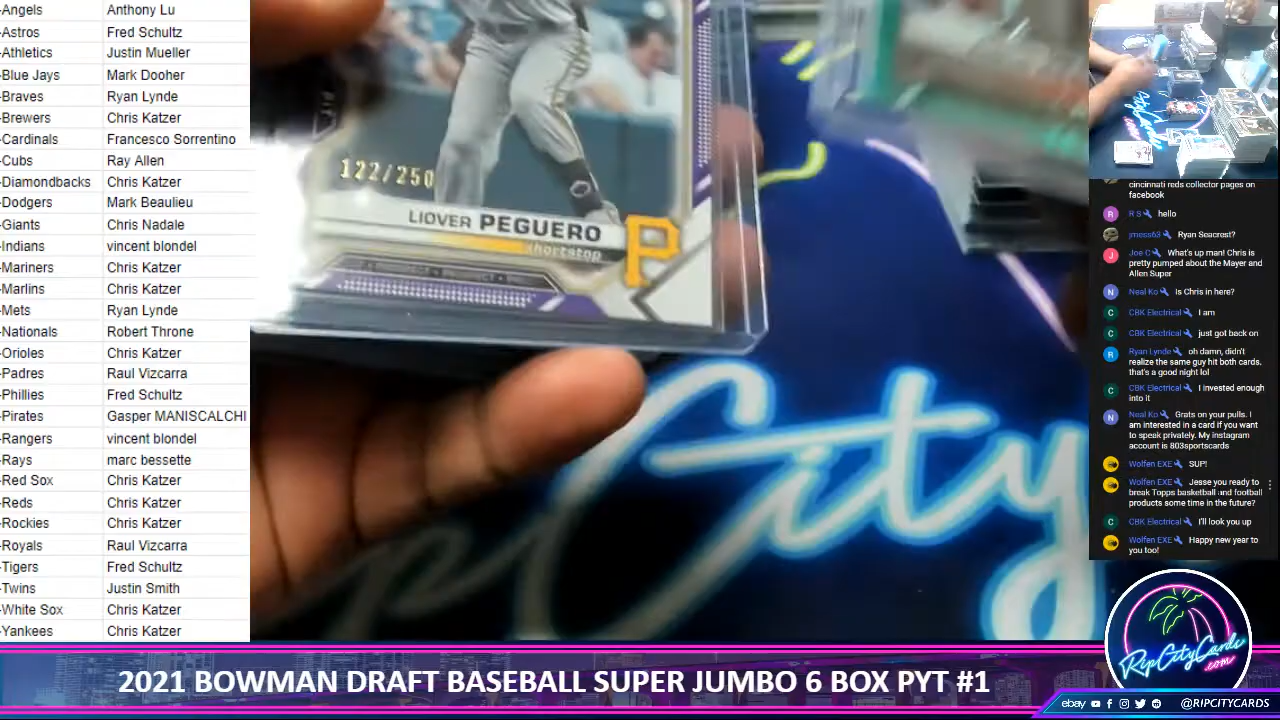 -Angels Anthony Lu
-Astros Fred Schultz
-Athletics Justin Mueller
-Blue Jays Mark Dooher
-Braves Ryan Lynde
-Brewers Chris Katzer
-Cardinals Francesco Sorrentino
-Cubs Ray Allen
-Diamondbacks Chris Katzer
-Dodgers Mark Beaulieu
-Giants Chris Nadale
-Indians vincent blondel
-Mariners Chris Katzer
-Marlins Chris Katzer
-Mets Ryan Lynde
-Nationals Robert Throne
-Orioles Chris Katzer
-Padres Raul Vizcarra
-Phillies Fred Schultz
-Pirates Gasper MANISCALCHI
-Rangers vincent blondel
-Rays marc bessette
-Red Sox Chris Katzer
-Reds Chris Katzer
-Rockies Chris Katzer
-Royals Raul Vizcarra
-Tigers Fred Schultz
-Twins Justin Smith
-White Sox Chris Katzer
-Yankees Chris Katzer
122/250
LIOVER PEGUERO
shortstop
P
City
cincinnati reds collector pages on
facebook
R S hello
jmess63 Ryan Seacrest?
Joe C What's up man! Chris is
pretty pumped about the Mayer and
Allen Super
Neal Ko Is Chris in here?
CBK Electrical I am
CBK Electrical just got back on
Ryan Lynde oh damn, didn't
realize the same guy hit both cards.
that's a good night lol
CBK Electrical I invested enough
into it
Neal Ko Grats on your pulls. I
am interested in a card if you want
to speak privately. My instagram
account is 803sportscards
Wolfen EXE SUP!
Wolfen EXE Jesse you ready to
break Topps basketball and football
products some time in the future?
CBK Electrical I'll look you up
Wolfen EXE Happy new year to
you too!
RipCityCards
.com
2021 BOWMAN DRAFT BASEBALL SUPER JUMBO 6 BOX PYT #1
ebay @RIPCITYCARDS